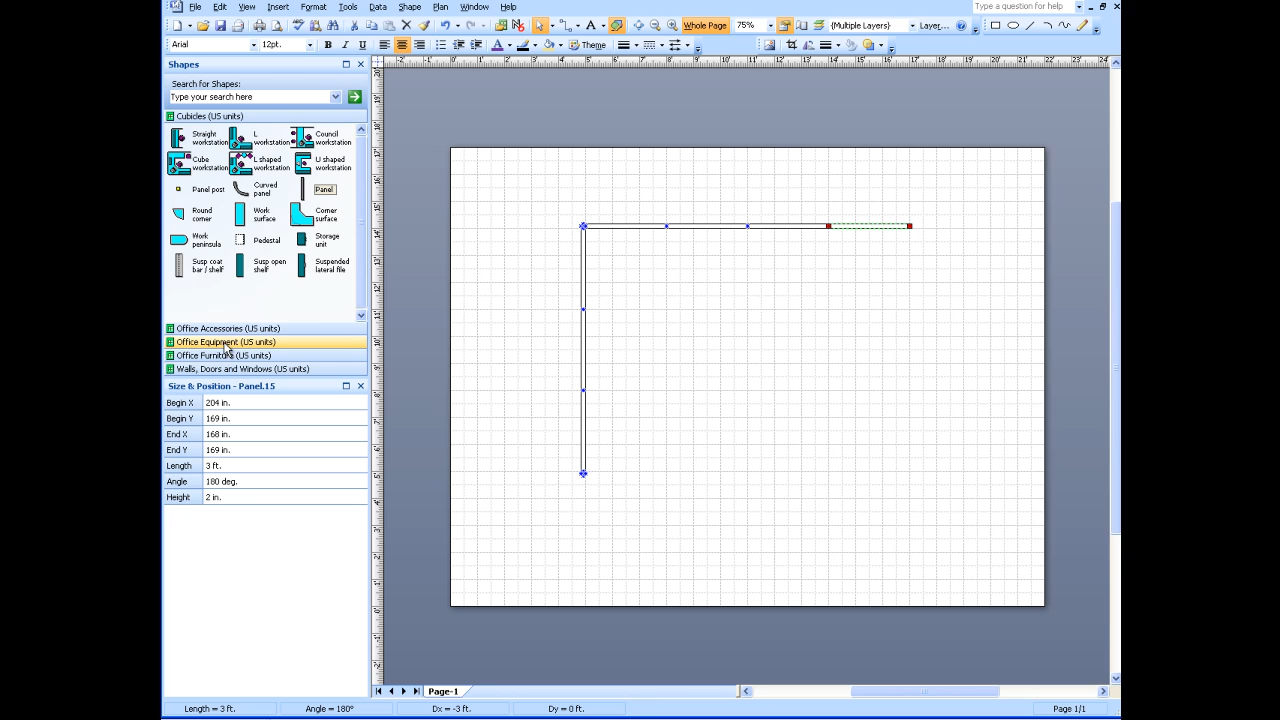 File Edit View Insert Format Tools Data Shape Plan Window Help Type a question for help
Whole Page 75% {Multiple Layers} Layer...
Arial 12pt. B I U A Theme
Shapes
Search for Shapes:
Type your search here
Cubicles (US units)
Straight workstation L workstation Council workstation
Cube workstation L shaped workstation U shaped workstation
Panel post Curved panel Panel
Round corner Work surface Corner surface
Work peninsula Pedestal Storage unit
Susp coat bar / shelf Susp open shelf Suspended lateral file
Office Accessories (US units)
Office Equipment (US units)
Office Furniture (US units)
Walls, Doors and Windows (US units)
Size & Position - Panel.15
Begin X 204 in.
Begin Y 169 in.
End X 168 in.
End Y 169 in.
Length 3 ft.
Angle 180 deg.
Height 2 in.
Page-1
Length = 3 ft. Angle = 180° Dx = -3 ft. Dy = 0 ft. Page 1/1